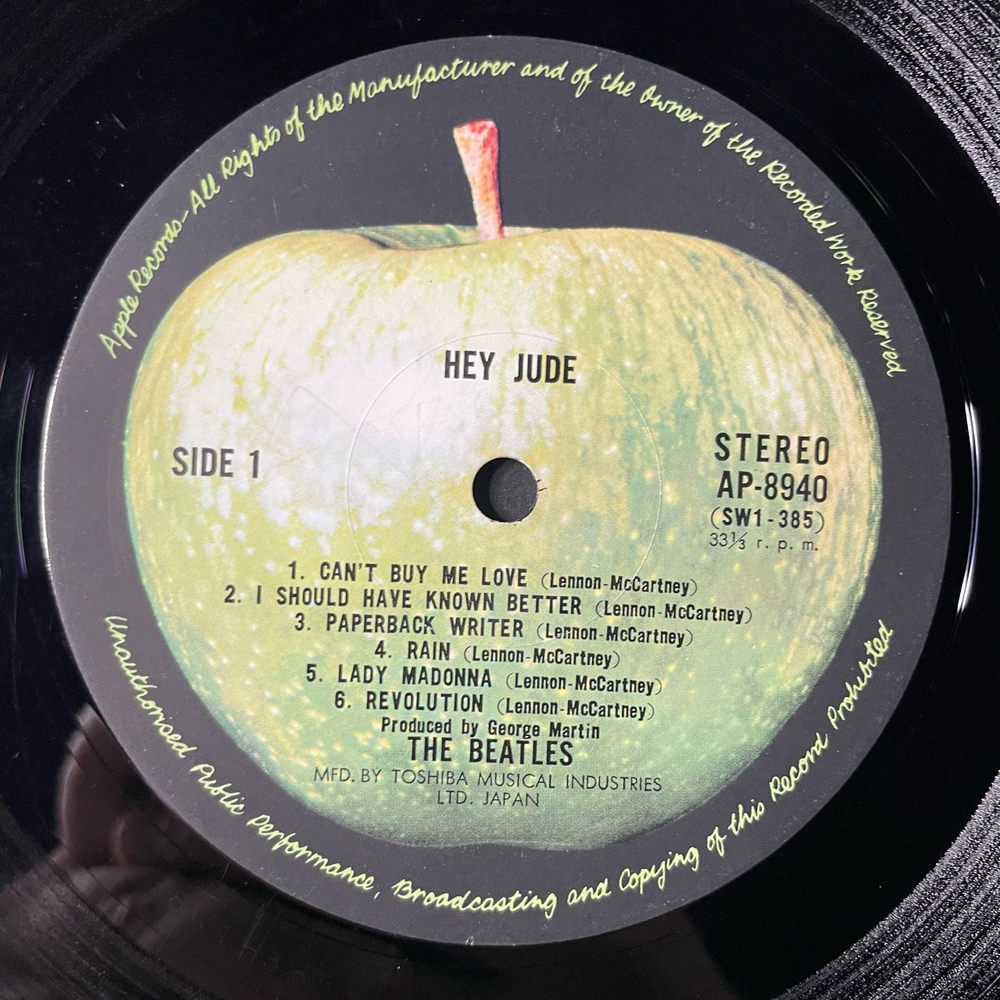 Apple Records-All Rights of the Manufacturer and of the Owner of the Recorded Work Reserved
HEY JUDE
SIDE 1
STEREO
AP-8940
(SW1-385)
33⅓ r. p. m.
1. CAN'T BUY ME LOVE (Lennon-McCartney)
2. I SHOULD HAVE KNOWN BETTER (Lennon-McCartney)
3. PAPERBACK WRITER (Lennon-McCartney)
4. RAIN (Lennon-McCartney)
5. LADY MADONNA (Lennon-McCartney)
6. REVOLUTION (Lennon-McCartney)
Produced by George Martin
THE BEATLES
MFD. BY TOSHIBA MUSICAL INDUSTRIES
LTD. JAPAN
Unauthorised Public Performance, Broadcasting and Copying of this Record Prohibited